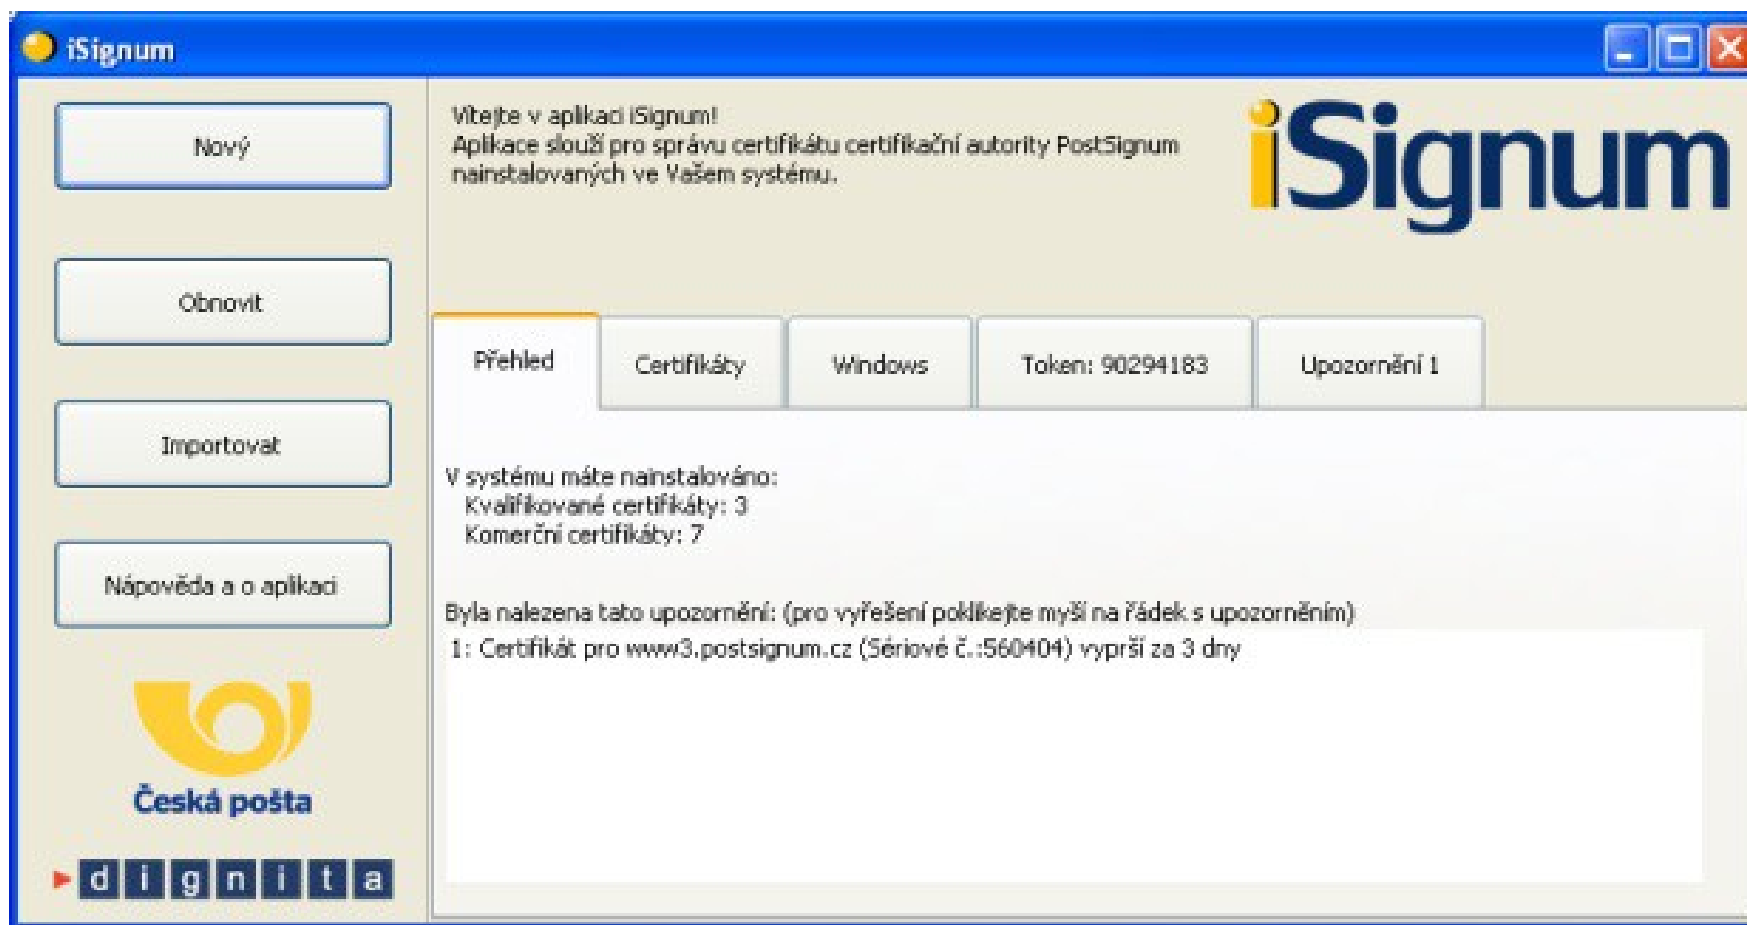 iSignum
Nový
Obnovit
Importovat
Nápověda a o aplikaci
Česká pošta
dignita
Vítejte v aplikaci iSignum!
Aplikace slouží pro správu certifikátu certifikační autority PostSignum
nainstalovaných ve Vašem systému.
iSignum
Přehled
Certifikáty
Windows
Token: 90294183
Upozornění 1
V systému máte nainstalováno:
Kvalifikované certifikáty: 3
Komerční certifikáty: 7
Byla nalezena tato upozornění: (pro vyřešení poklikejte myší na řádek s upozorněním)
1: Certifikát pro www3.postsignum.cz (Sériové č.:560404) vyprší za 3 dny